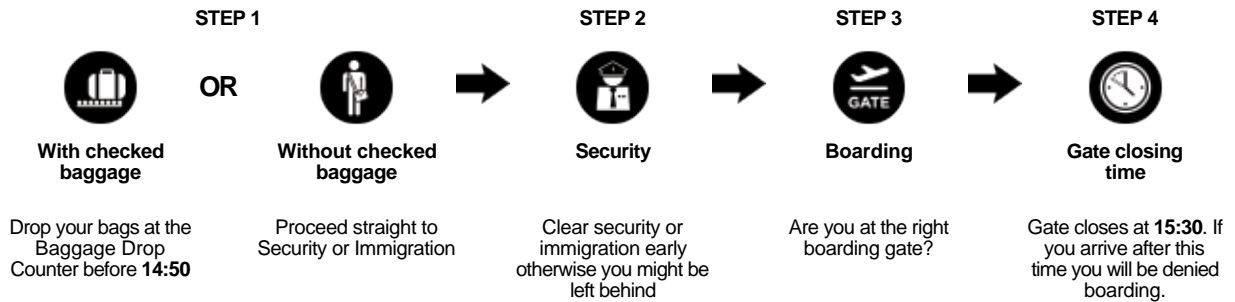 STEP 1
STEP 2
STEP 3
STEP 4
OR
GATE
With checked
baggage
Without checked
baggage
Security
Boarding
Gate closing
time
Drop your bags at the
Baggage Drop
Counter before 14:50
Proceed straight to
Security or Immigration
Clear security or
immigration early
otherwise you might be
left behind
Are you at the right
boarding gate?
Gate closes at 15:30. If
you arrive after this
time you will be denied
boarding.